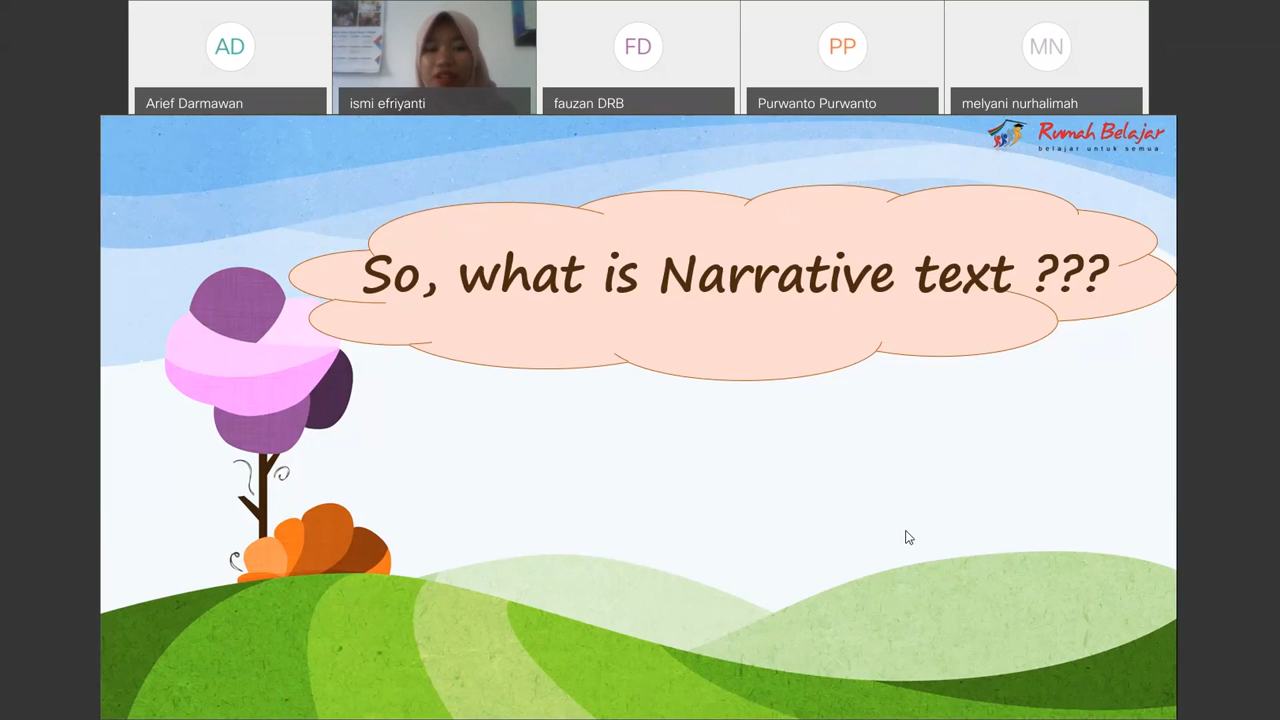 AD
FD
PP
MN
Arief Darmawan
ismi efriyanti
fauzan DRB
Purwanto Purwanto
melyani nurhalimah
Rumah Belajar
belajar untuk semua
So, what is Narrative text ???